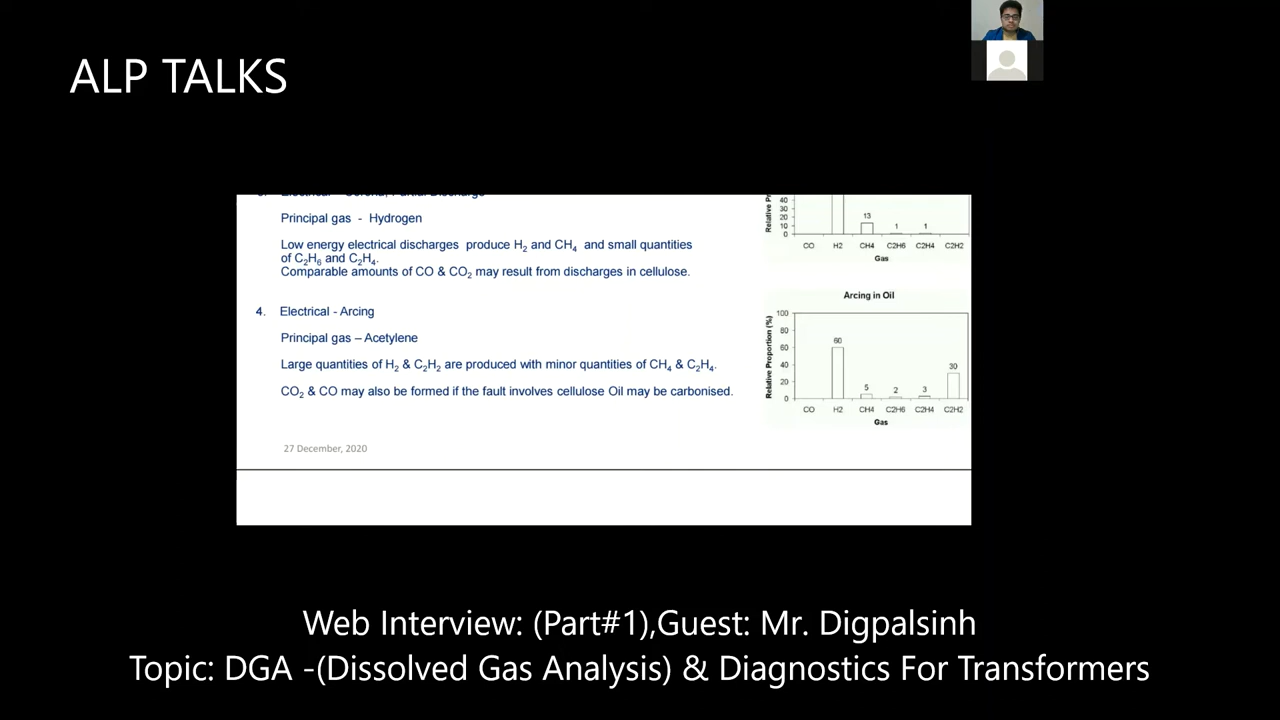 ALP TALKS
3. Electrical – Corona, Partial Discharge
Principal gas - Hydrogen
Low energy electrical discharges produce H2 and CH4 and small quantities
of C2H6 and C2H4.
Comparable amounts of CO & CO2 may result from discharges in cellulose.
4. Electrical - Arcing
Principal gas – Acetylene
Large quantities of H2 & C2H2 are produced with minor quantities of CH4 & C2H4.
CO2 & CO may also be formed if the fault involves cellulose Oil may be carbonised.
27 December, 2020
Relative
40
30
20
10
0
13
1
1
CO H2 CH4 C2H6 C2H4 C2H2
Gas
Arcing in Oil
Relative Proportion (%)
100
80
60
40
20
0
60
5
2
3
30
CO H2 CH4 C2H6 C2H4 C2H2
Gas
Web Interview: (Part#1),Guest: Mr. Digpalsinh
Topic: DGA -(Dissolved Gas Analysis) & Diagnostics For Transformers